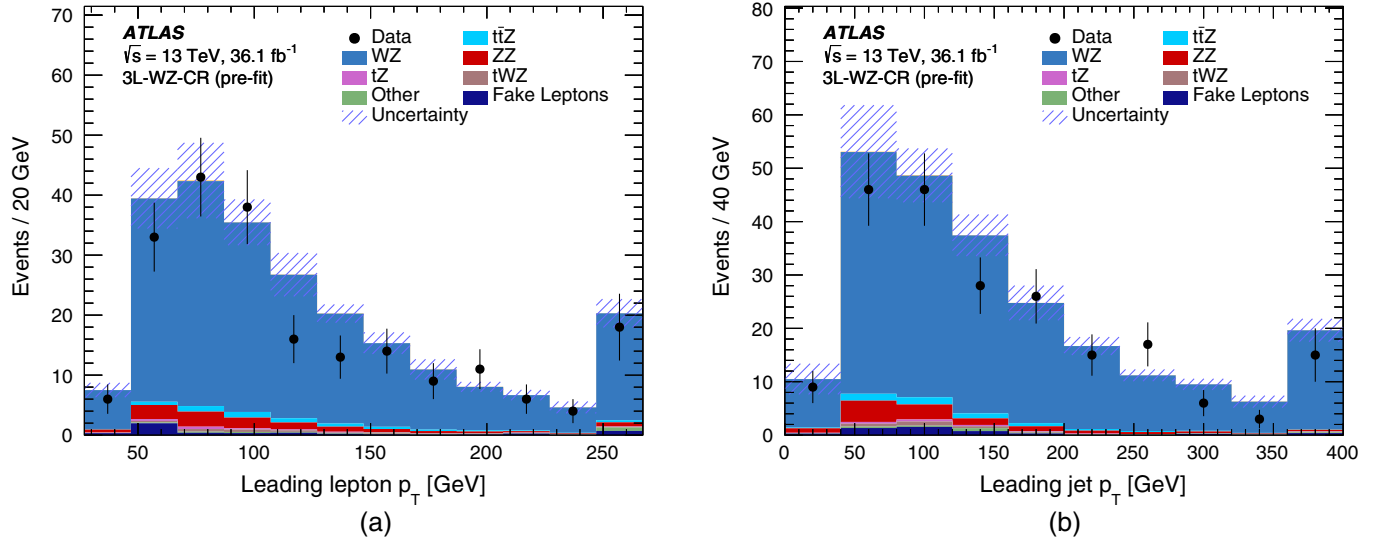 ATLAS
√s = 13 TeV, 36.1 fb⁻¹
3L-WZ-CR (pre-fit)
Data
WZ
tZ
Other
Uncertainty
tt̄Z
ZZ
tWZ
Fake Leptons
Events / 20 GeV
70
60
50
40
30
20
10
0
50 100 150 200 250
Leading lepton p_T [GeV]
(a)
ATLAS
√s = 13 TeV, 36.1 fb⁻¹
3L-WZ-CR (pre-fit)
Data
WZ
tZ
Other
Uncertainty
tt̄Z
ZZ
tWZ
Fake Leptons
Events / 40 GeV
80
70
60
50
40
30
20
10
0
0 50 100 150 200 250 300 350 400
Leading jet p_T [GeV]
(b)